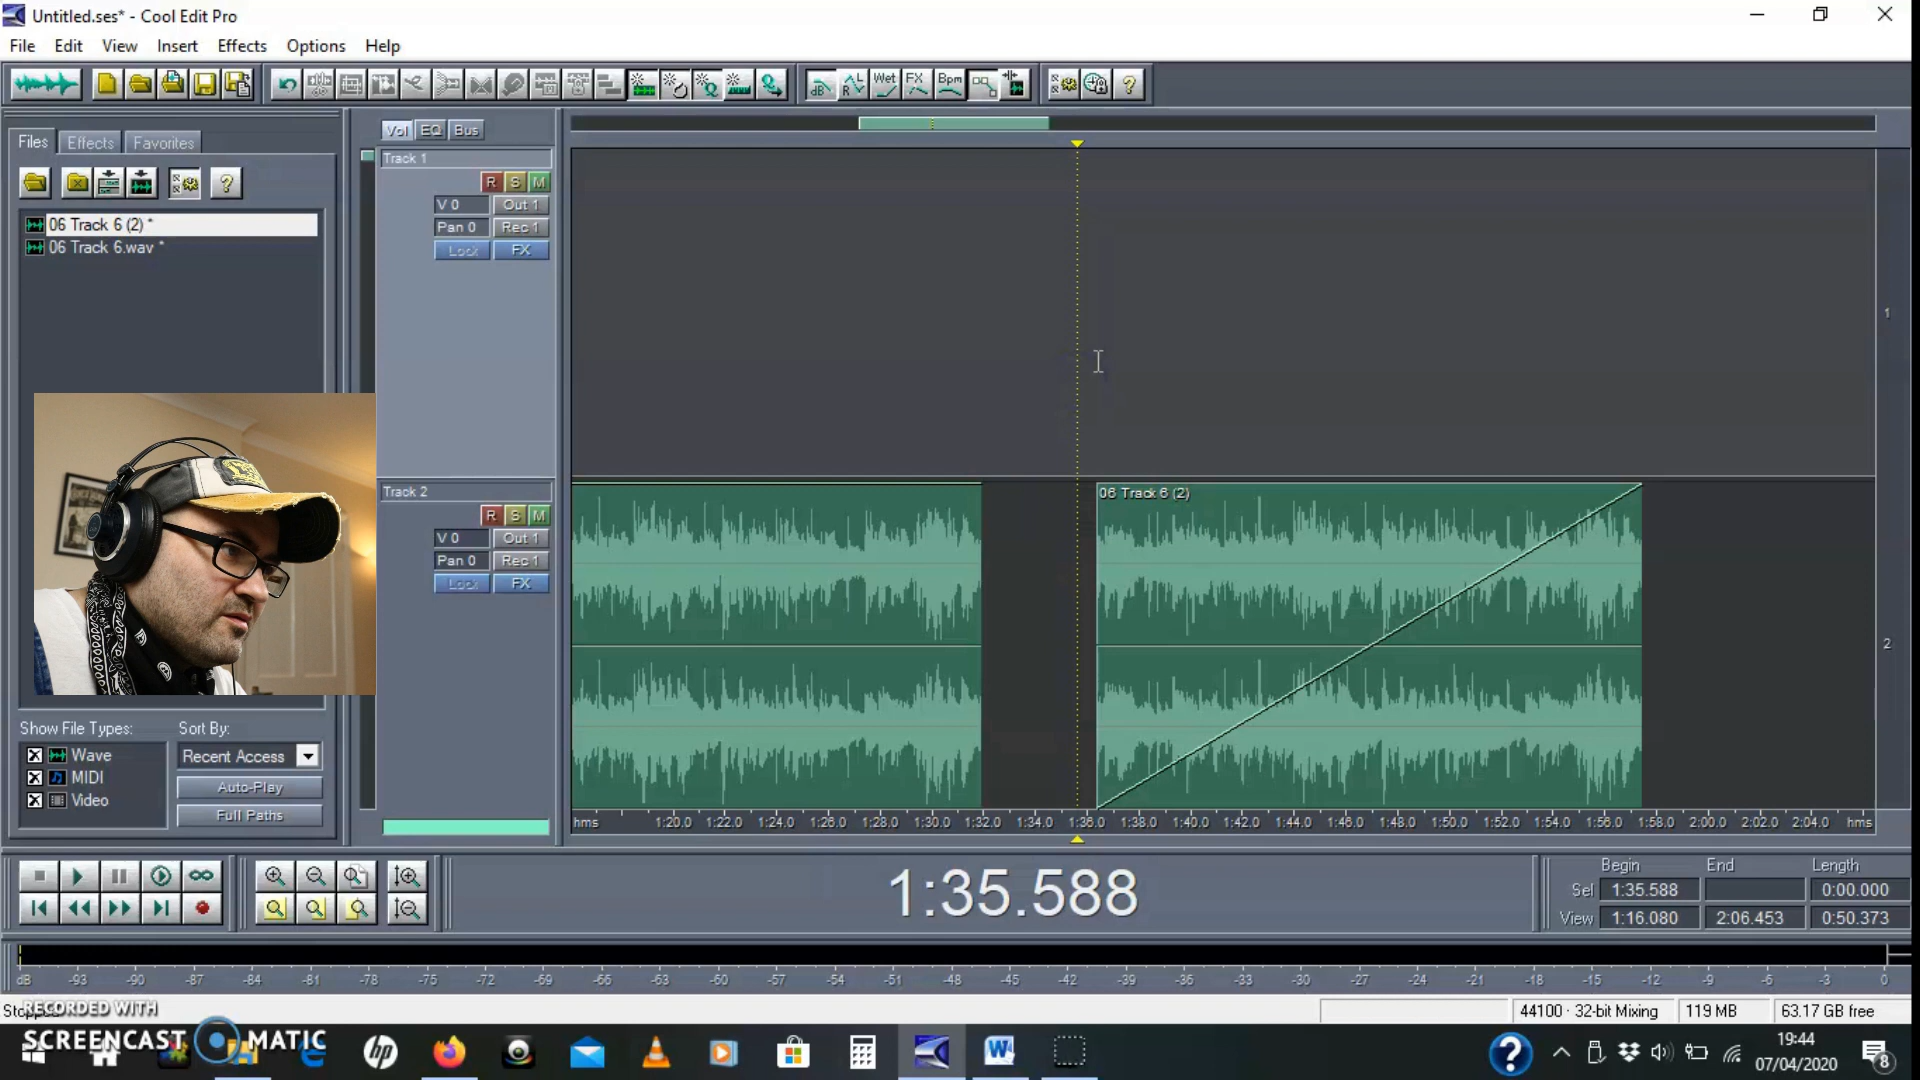 Untitled.ses* - Cool Edit Pro
File Edit View Insert Effects Options Help
Wet FX Bpm
dB L R
Files Effects Favorites
Vol EQ Bus
Track 1
R S M
V 0 Out 1
Pan 0 Rec 1
Lock FX
1
06 Track 6 (2) *
06 Track 6.wav *
Track 2
R S M
V 0 Out 1
Pan 0 Rec 1
Lock FX
06 Track 6 (2)
2
Show File Types: Sort By:
Wave
MIDI
Video
Recent Access
Auto-Play
Full Paths
hms 1:20.0 1:22.0 1:24.0 1:26.0 1:28.0 1:30.0 1:32.0 1:34.0 1:36.0 1:38.0 1:40.0 1:42.0 1:44.0 1:46.0 1:48.0 1:50.0 1:52.0 1:54.0 1:56.0 1:58.0 2:00.0 2:02.0 2:04.0 hms
1:35.588
Begin End Length
Sel 1:35.588 0:00.000
View 1:16.080 2:06.453 0:50.373
dB -93 -90 -87 -84 -81 -78 -75 -72 -69 -66 -63 -60 -57 -54 -51 -48 -45 -42 -39 -36 -33 -30 -27 -24 -21 -18 -15 -12 -9 -6 -3 0
RECORDED WITH
SCREENCAST MATIC
44100 · 32-bit Mixing 119 MB 63.17 GB free
hp
W
19:44
07/04/2020
8